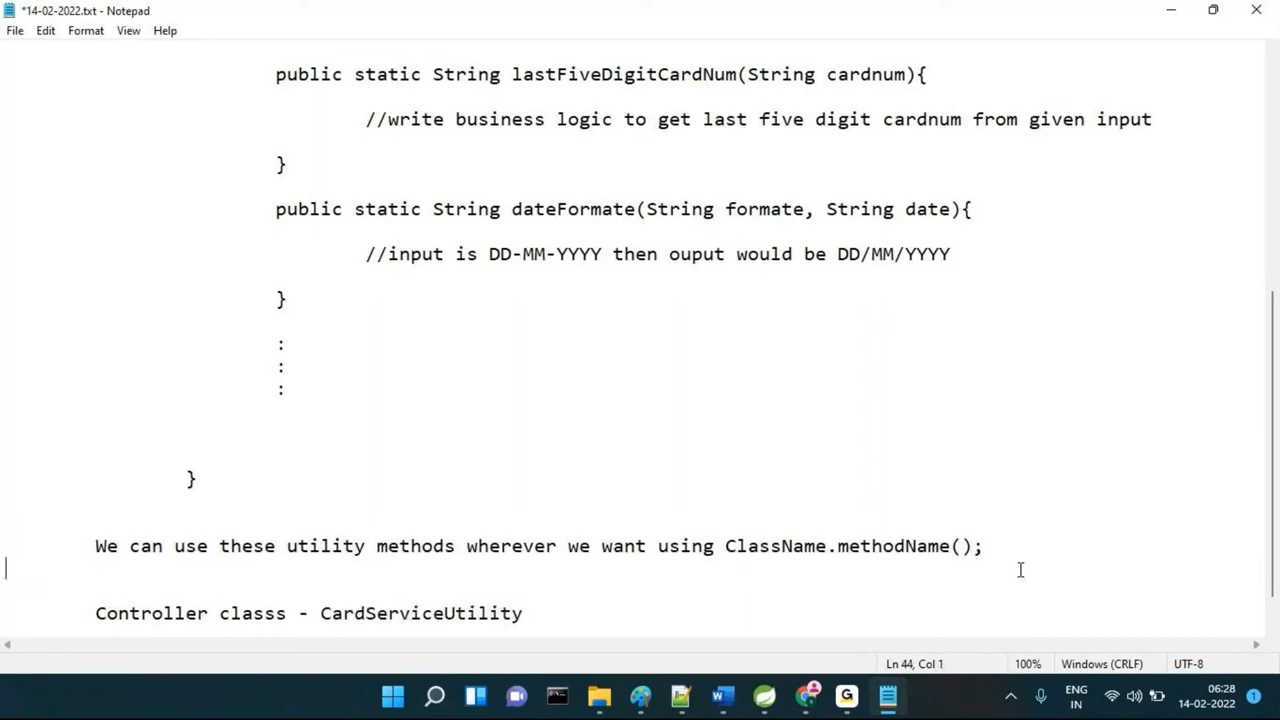 *14-02-2022.txt - Notepad
File Edit Format View Help
public static String lastFiveDigitCardNum(String cardnum){
//write business logic to get last five digit cardnum from given input
}
public static String dateFormate(String formate, String date){
//input is DD-MM-YYYY then ouput would be DD/MM/YYYY
}
:
:
:
}
We can use these utility methods wherever we want using ClassName.methodName();
Controller classs - CardServiceUtility
Ln 44, Col 1 100% Windows (CRLF) UTF-8
ENG 06:28
IN 14-02-2022